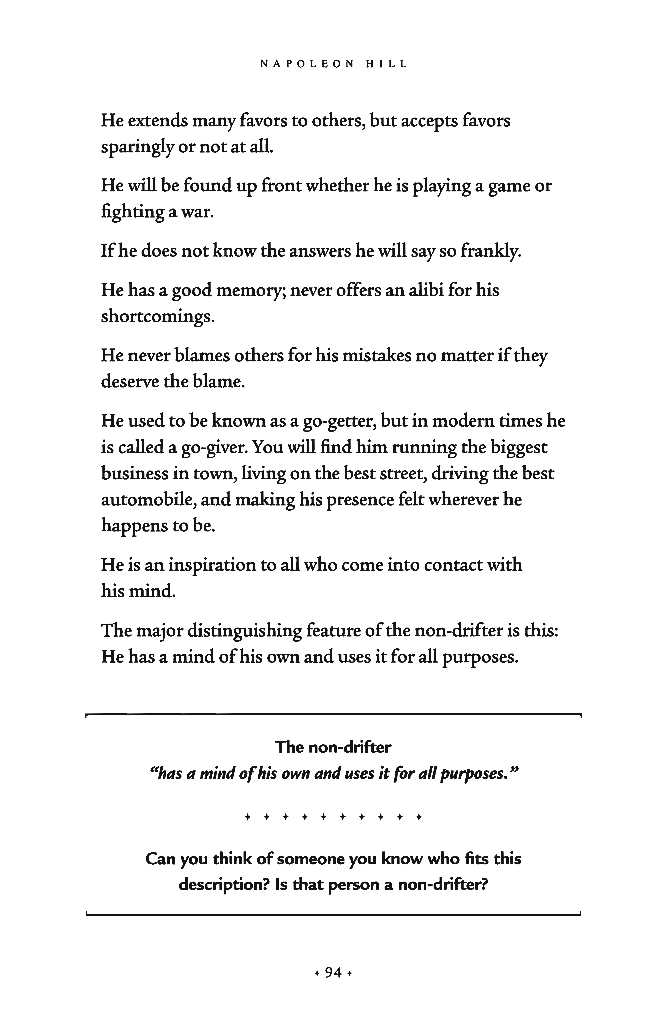 NAPOLEON HILL
He extends many favors to others, but accepts favors
sparingly or not at all.
He will be found up front whether he is playing a game or
fighting a war.
If he does not know the answers he will say so frankly.
He has a good memory; never offers an alibi for his
shortcomings.
He never blames others for his mistakes no matter if they
deserve the blame.
He used to be known as a go-getter, but in modern times he
is called a go-giver. You will find him running the biggest
business in town, living on the best street, driving the best
automobile, and making his presence felt wherever he
happens to be.
He is an inspiration to all who come into contact with
his mind.
The major distinguishing feature of the non-drifter is this:
He has a mind of his own and uses it for all purposes.
The non-drifter
“has a mind of his own and uses it for all purposes.”
Can you think of someone you know who fits this
description? Is that person a non-drifter?
94